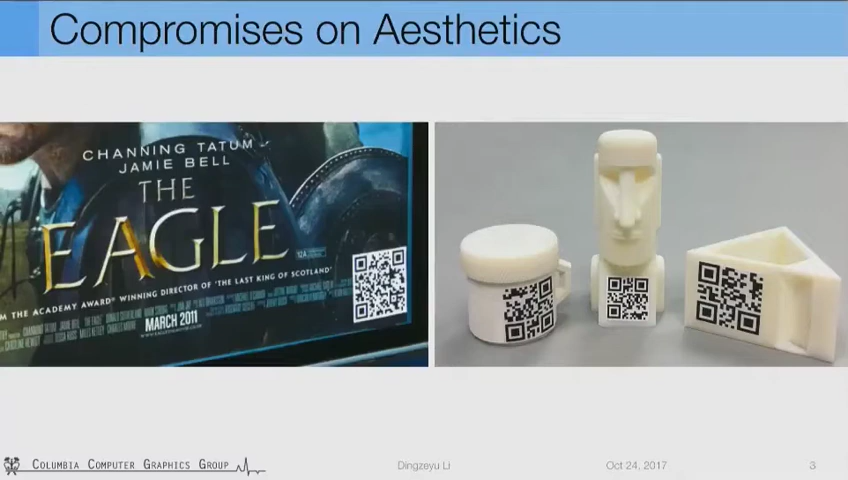 Compromises on Aesthetics
CHANNING TATUM
JAMIE BELL
THE
EAGLE
THE ACADEMY AWARD® WINNING DIRECTOR OF 'THE LAST KING OF SCOTLAND'
MARCH 2011
COLUMBIA COMPUTER GRAPHICS GROUP
Dingzeyu Li
Oct 24, 2017
3